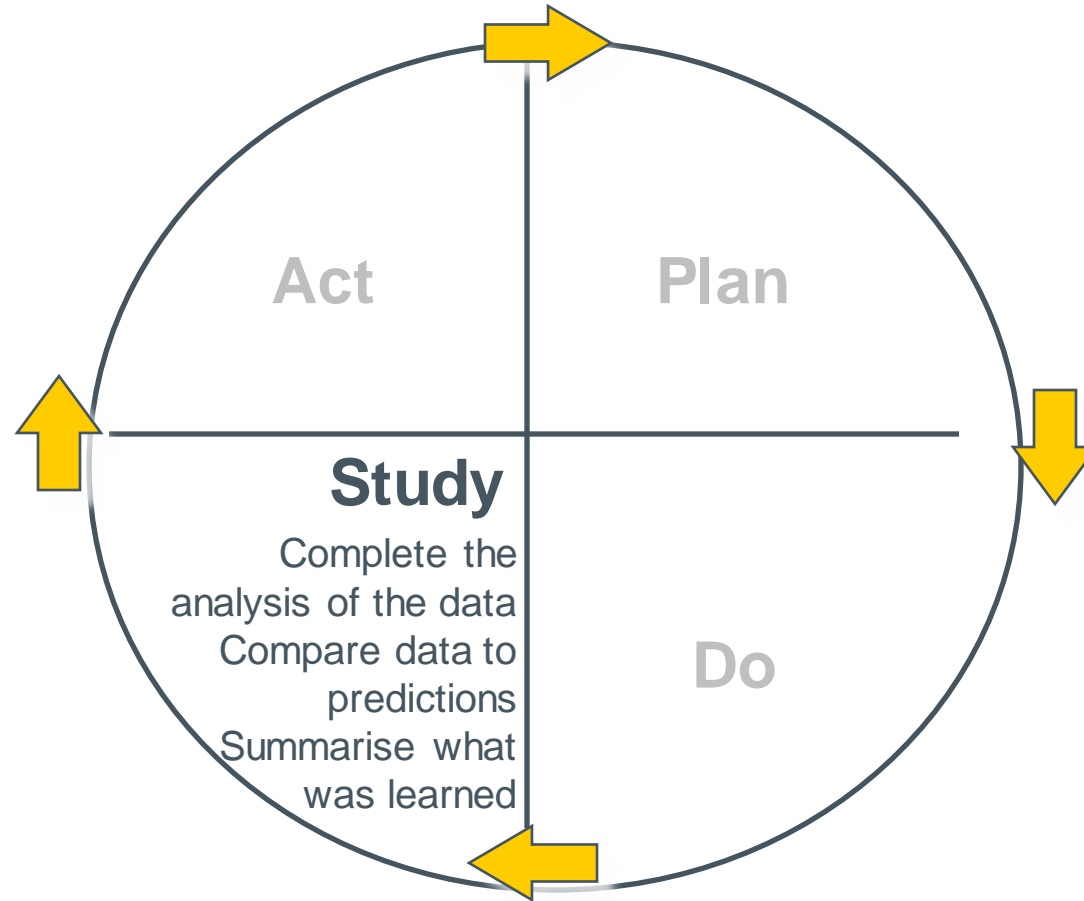 Act
Plan
Study
Complete the
analysis of the data
Compare data to
predictions
Summarise what
was learned
Do